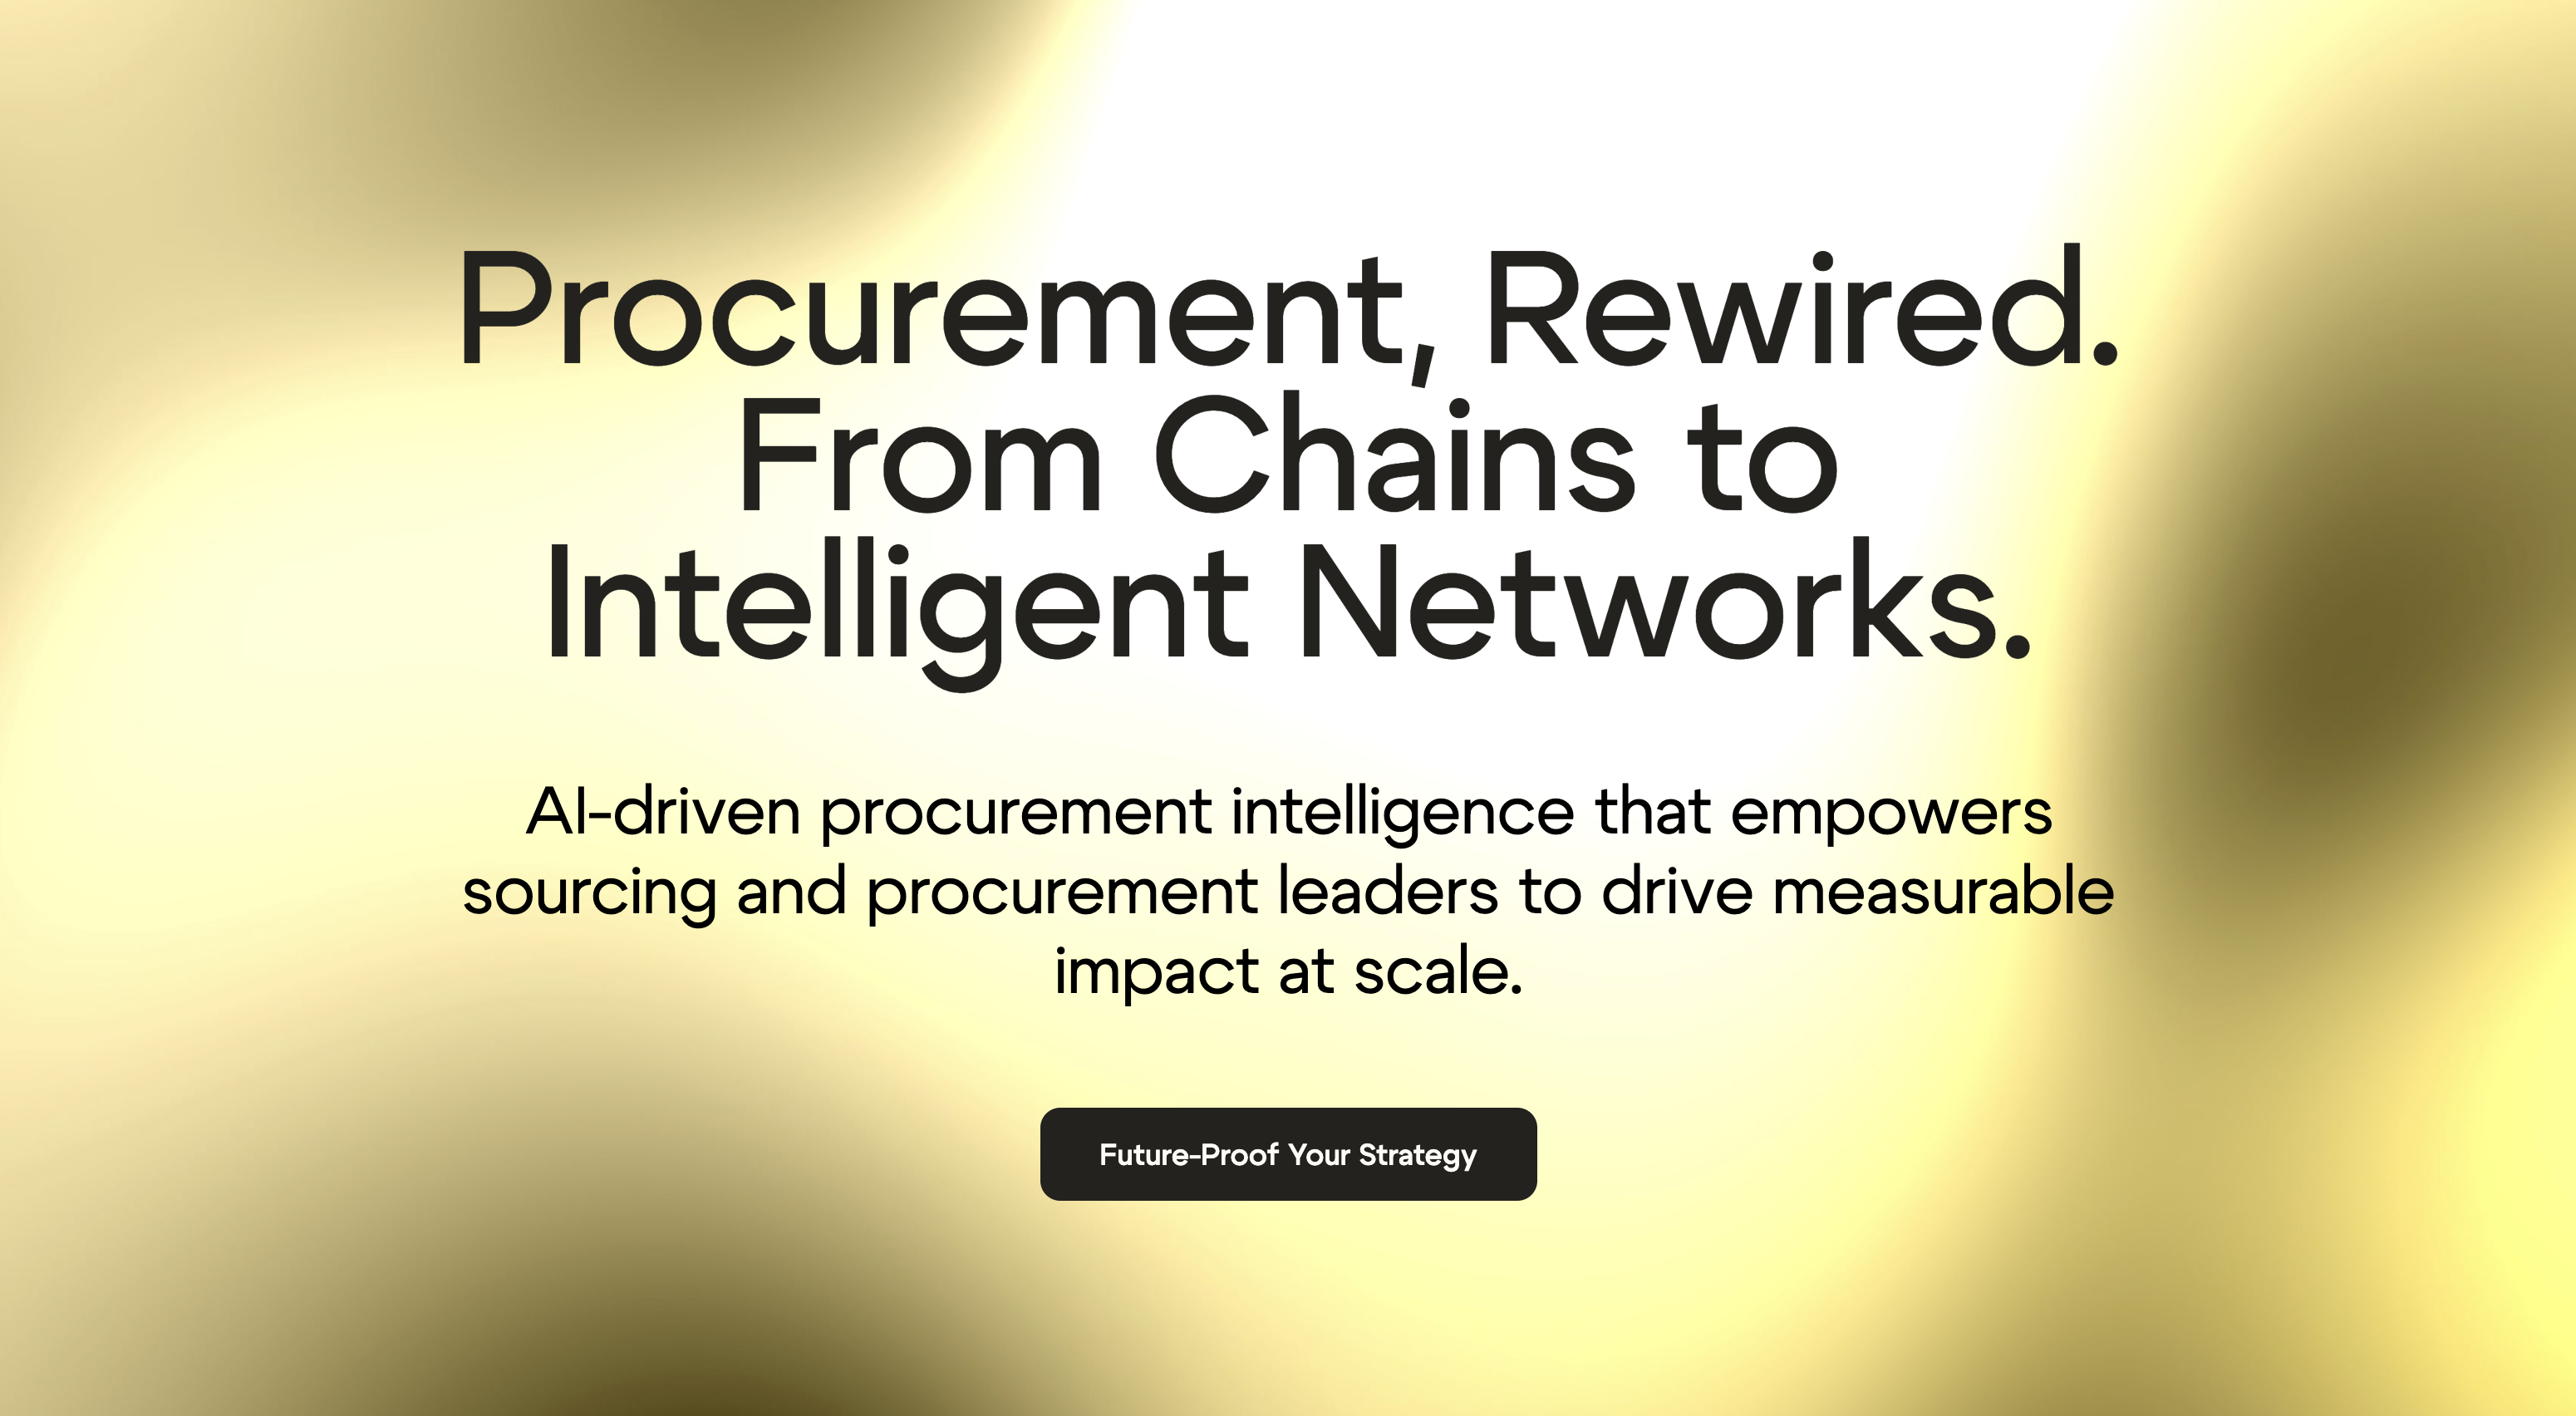 Procurement, Rewired.
From Chains to
Intelligent Networks.
AI-driven procurement intelligence that empowers
sourcing and procurement leaders to drive measurable
impact at scale.
Future-Proof Your Strategy